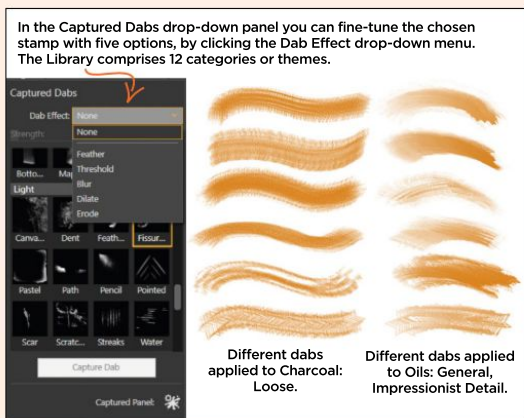 In the Captured Dabs drop-down panel you can fine-tune the chosen
stamp with five options, by clicking the Dab Effect drop-down menu.
The Library comprises 12 categories or themes.
Captured Dabs
Dab Effect: None
Strength:
None
Feather
Threshold
Blur
Dilate
Erode
Botto... Map
Light
Canva... Dent Feath... Fissur...
Pastel Path Pencil Pointed
Scar Scratc... Streaks Water
Capture Dab
Captured Panel:
Different dabs
applied to Charcoal:
Loose.
Different dabs applied
to Oils: General,
Impressionist Detail.